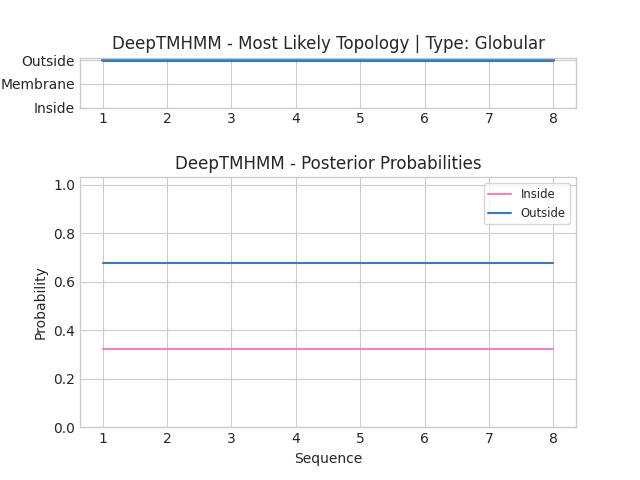 DeepTMHMM - Most Likely Topology | Type: Globular
Outside
Membrane
Inside
1 2 3 4 5 6 7 8
DeepTMHMM - Posterior Probabilities
1.0
0.8
0.6
0.4
0.2
0.0
Probability
Inside
Outside
1 2 3 4 5 6 7 8
Sequence